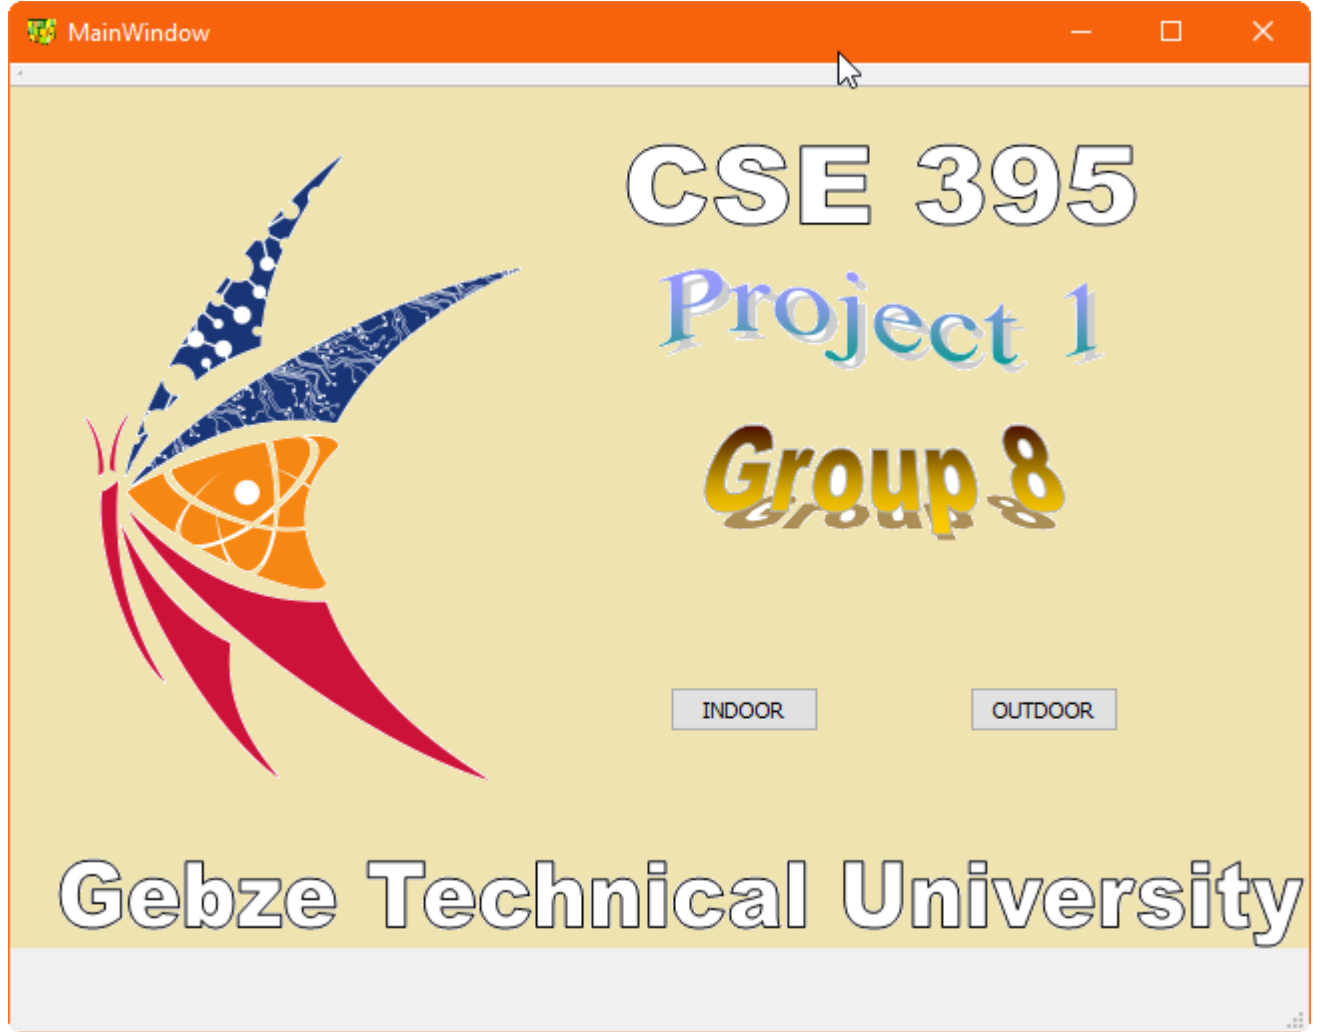 MainWindow
CSE 395
Project 1
Group 8
INDOOR OUTDOOR
Gebze Technical University